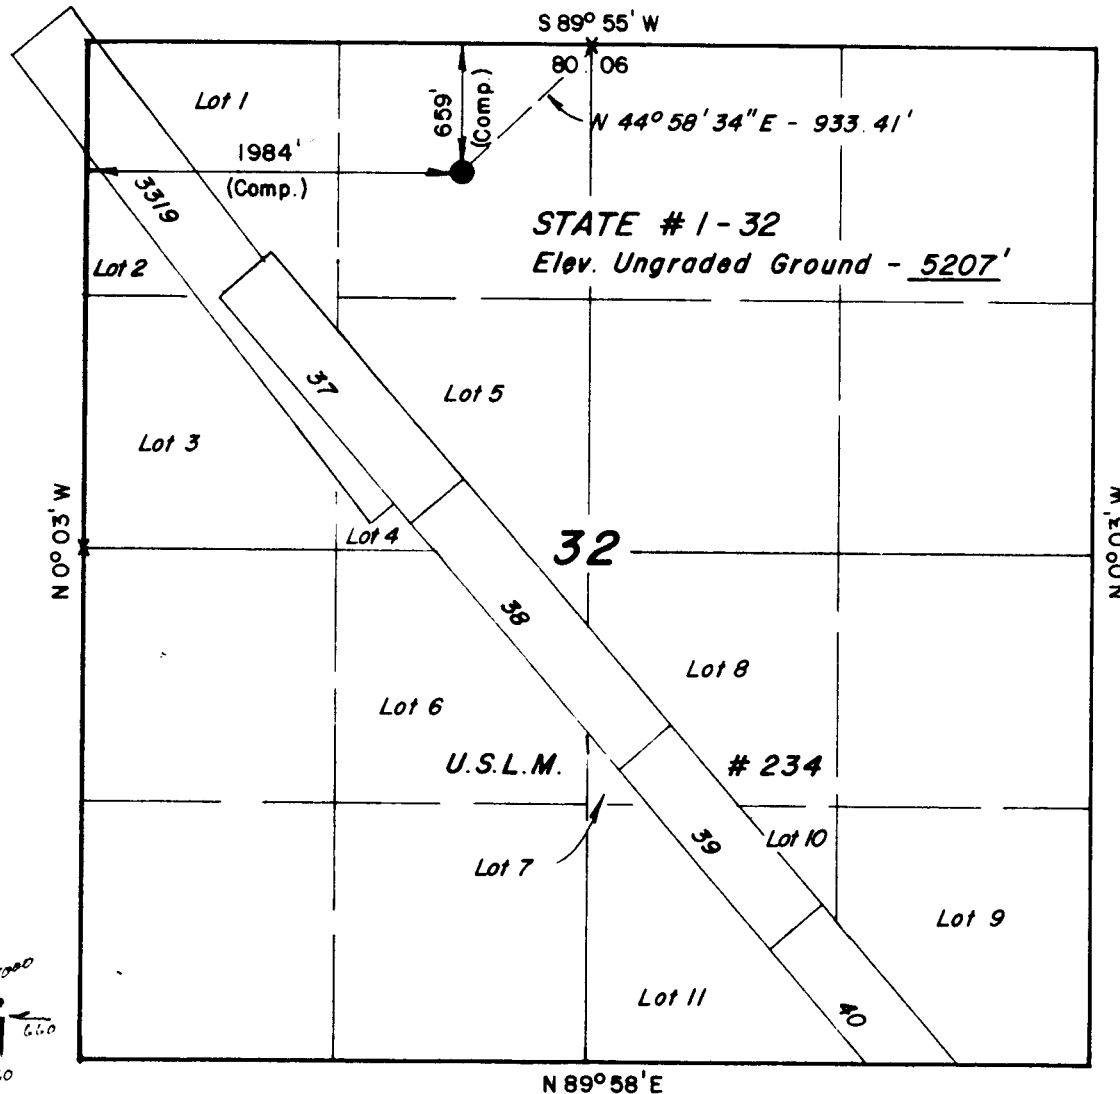 S 89° 55' W
80 06
Lot 1
659'
(Comp.)
N 44° 58' 34" E - 933.41'
1984'
(Comp.)
3319
STATE # 1-32
Elev. Ungraded Ground - 5207'
Lot 2
37
Lot 5
Lot 3
N 0° 03' W
N 0° 03' W
Lot 4
32
38
Lot 8
Lot 6
U.S.L.M. # 234
39
Lot 10
Lot 7
Lot 9
660
Lot 11
40
N 89° 58' E